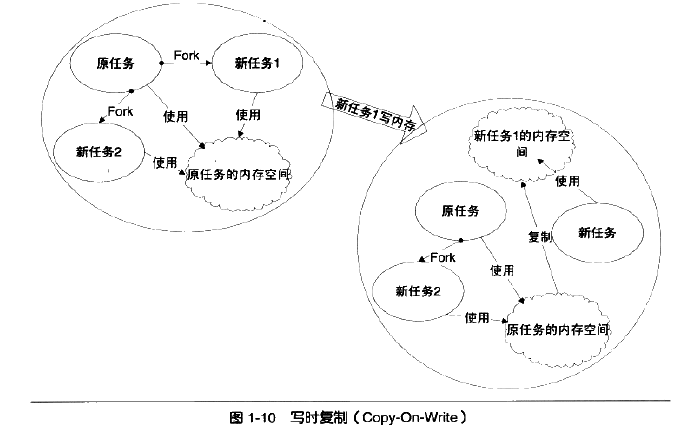 原任务
Fork
新任务1
Fork
使用
使用
新任务2
使用
原任务的内存空间
新任务1写内存
新任务1的内存空
间
使用
原任务
新任务
复制
Fork
使用
新任务2
使用
原任务的内存空间
图 1-10 写时复制（Copy-On-Write）